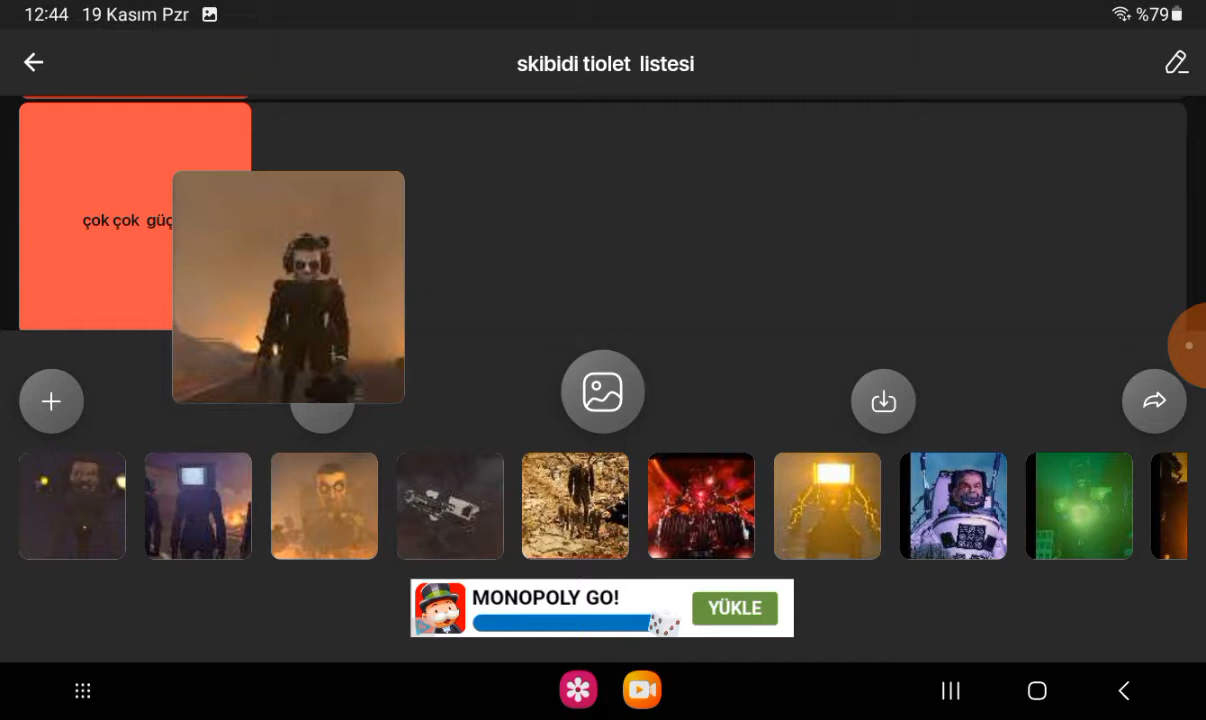 12:44 19 Kasım Pzr
%79
skibidi tiolet listesi
çok çok güç
MONOPOLY GO!
YÜKLE